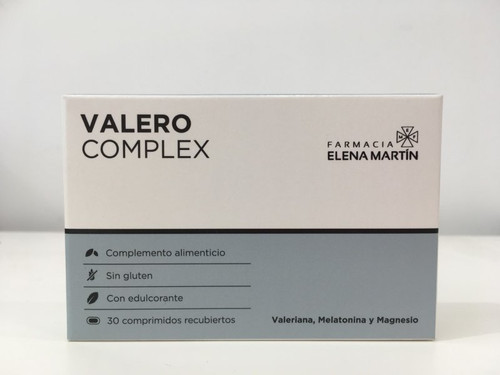 VALERO
COMPLEX
FARMACIA
ELENA MARTÍN
Complemento alimenticio
Sin gluten
Con edulcorante
30 comprimidos recubiertos
Valeriana, Melatonina y Magnesio